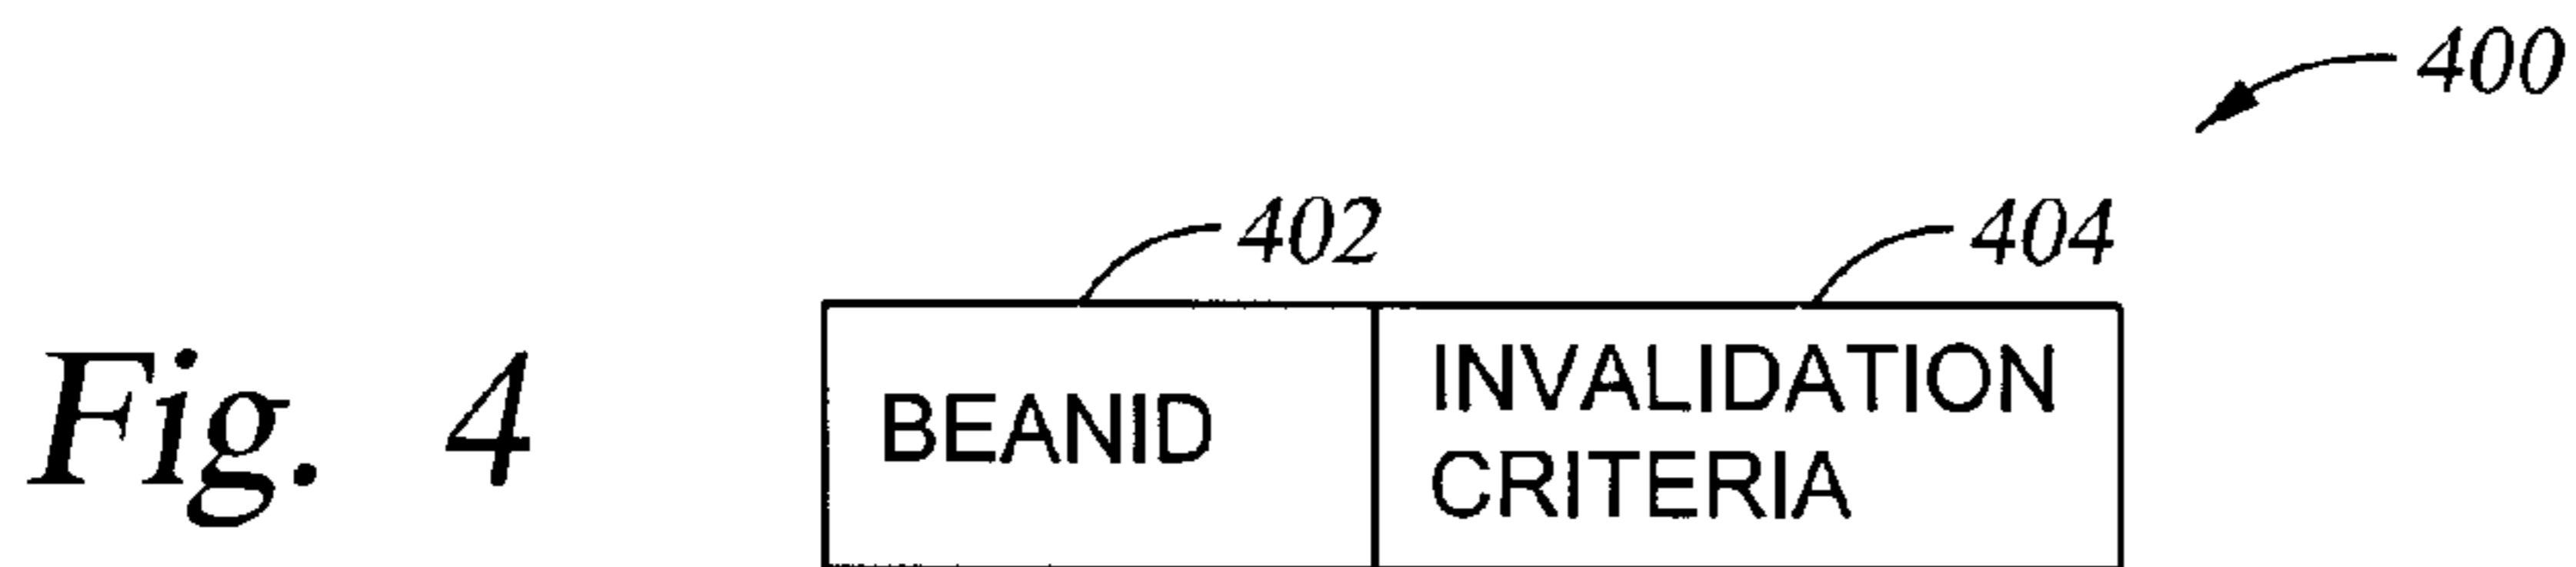 400
402
404
Fig. 4
BEANID
INVALIDATION
CRITERIA